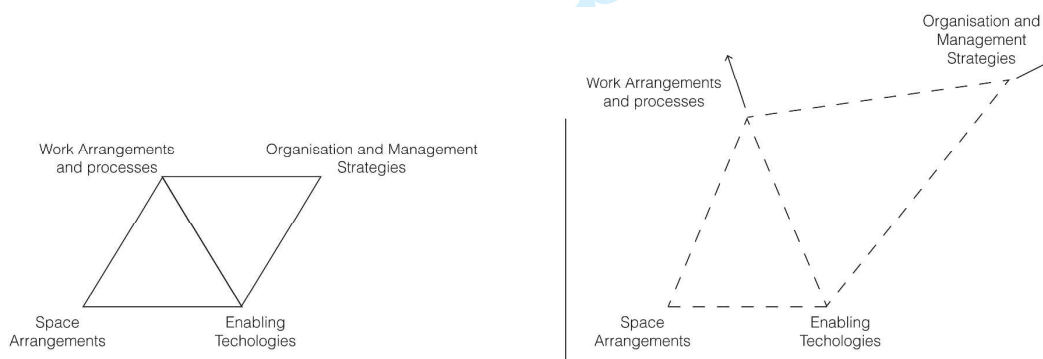 Work Arrangements
and processes
Organisation and Management
Strategies
Space
Arrangements
Enabling
Techologies
Organisation and
Management
Strategies
Work Arrangements
and processes
Space
Arrangements
Enabling
Techologies